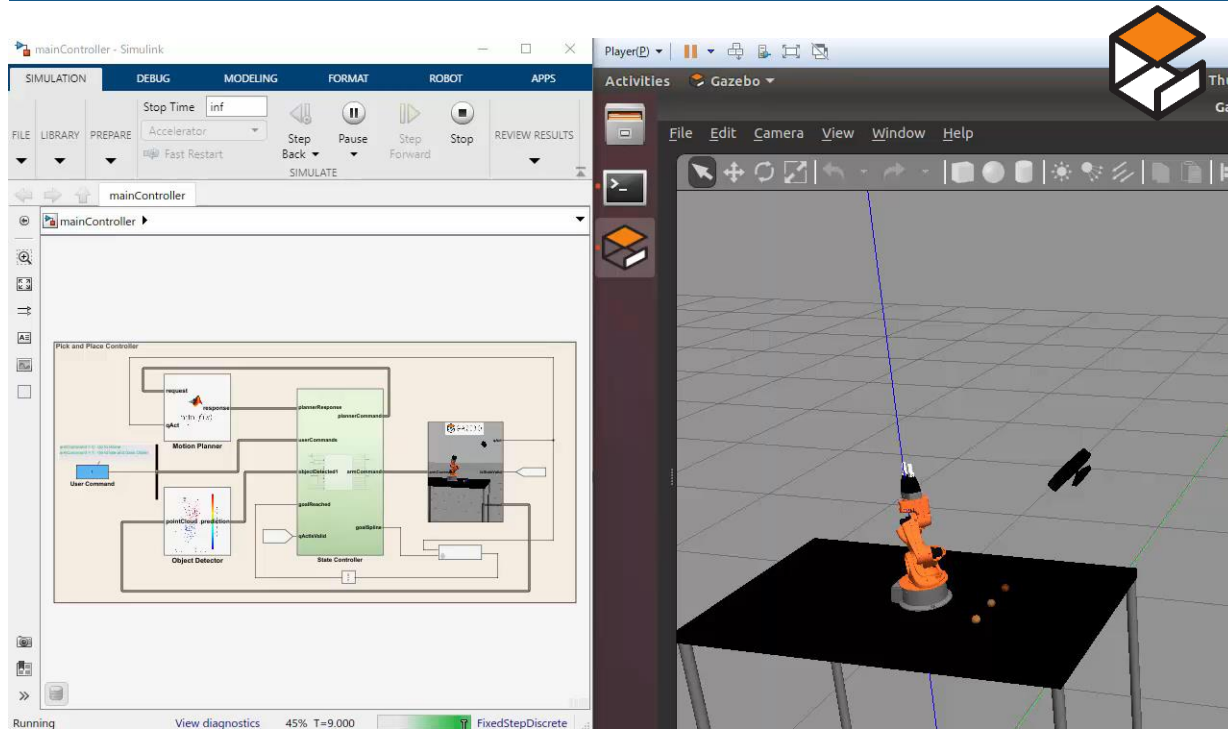 mainController - Simulink
SIMULATION DEBUG MODELING FORMAT ROBOT APPS
Stop Time inf
Accelerator
Fast Restart
FILE LIBRARY PREPARE
Step Back
Pause
Step Forward
Stop
REVIEW RESULTS
SIMULATE
mainController
mainController
Pick and Place Controller
request
response
qAct
Motion Planner
User Command
pointCloud prediction
Object Detector
plannerResponse
plannerCommand
userCommands
objectDetected1
armCommand
goalReached
goalSpline
State Controller
Running View diagnostics 45% T=9.000 FixedStepDiscrete
Player(P)
Activities Gazebo
File Edit Camera View Window Help